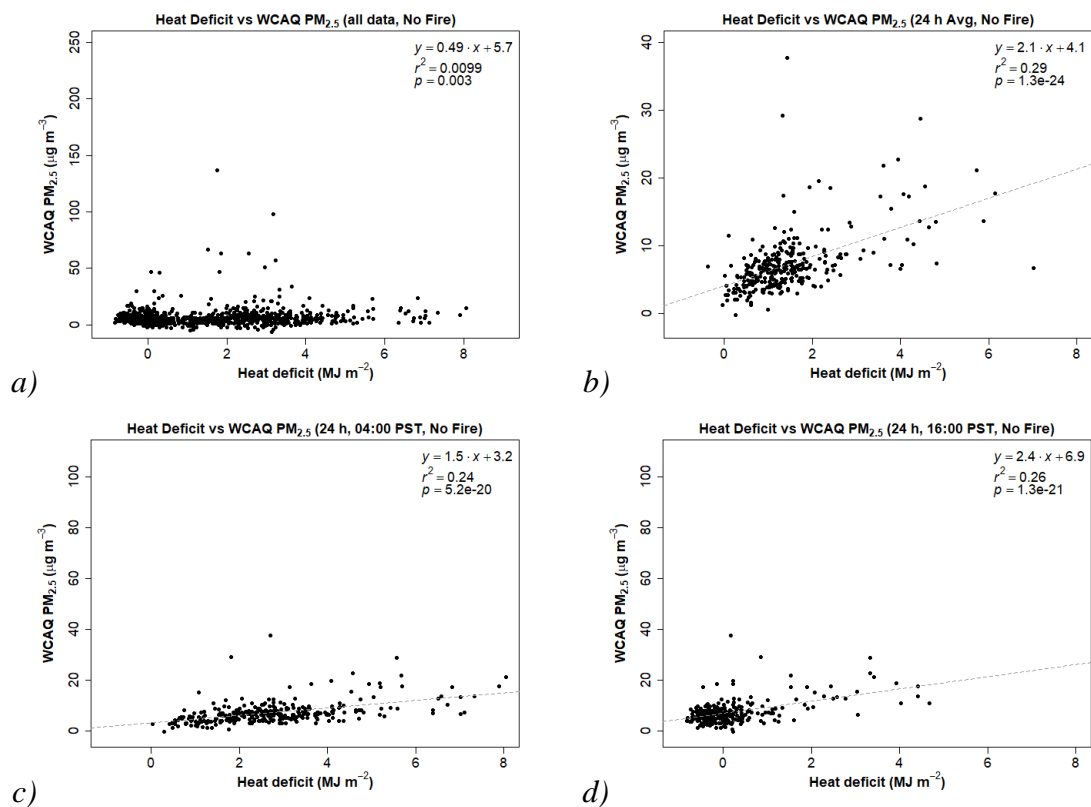 Heat Deficit vs WCAQ PM2.5 (all data, No Fire)
y = 0.49 · x + 5.7
r² = 0.0099
p = 0.003
WCAQ PM2.5 (μg m⁻³)
250
200
150
100
50
0
0 2 4 6 8
Heat deficit (MJ m⁻²)
a)
Heat Deficit vs WCAQ PM2.5 (24 h Avg, No Fire)
y = 2.1 · x + 4.1
r² = 0.29
p = 1.3e-24
WCAQ PM2.5 (μg m⁻³)
40
30
20
10
0
0 2 4 6 8
Heat deficit (MJ m⁻²)
b)
Heat Deficit vs WCAQ PM2.5 (24 h, 04:00 PST, No Fire)
y = 1.5 · x + 3.2
r² = 0.24
p = 5.2e-20
WCAQ PM2.5 (μg m⁻³)
100
80
60
40
20
0
0 2 4 6 8
Heat deficit (MJ m⁻²)
c)
Heat Deficit vs WCAQ PM2.5 (24 h, 16:00 PST, No Fire)
y = 2.4 · x + 6.9
r² = 0.26
p = 1.3e-21
WCAQ PM2.5 (μg m⁻³)
100
80
60
40
20
0
0 2 4 6 8
Heat deficit (MJ m⁻²)
d)